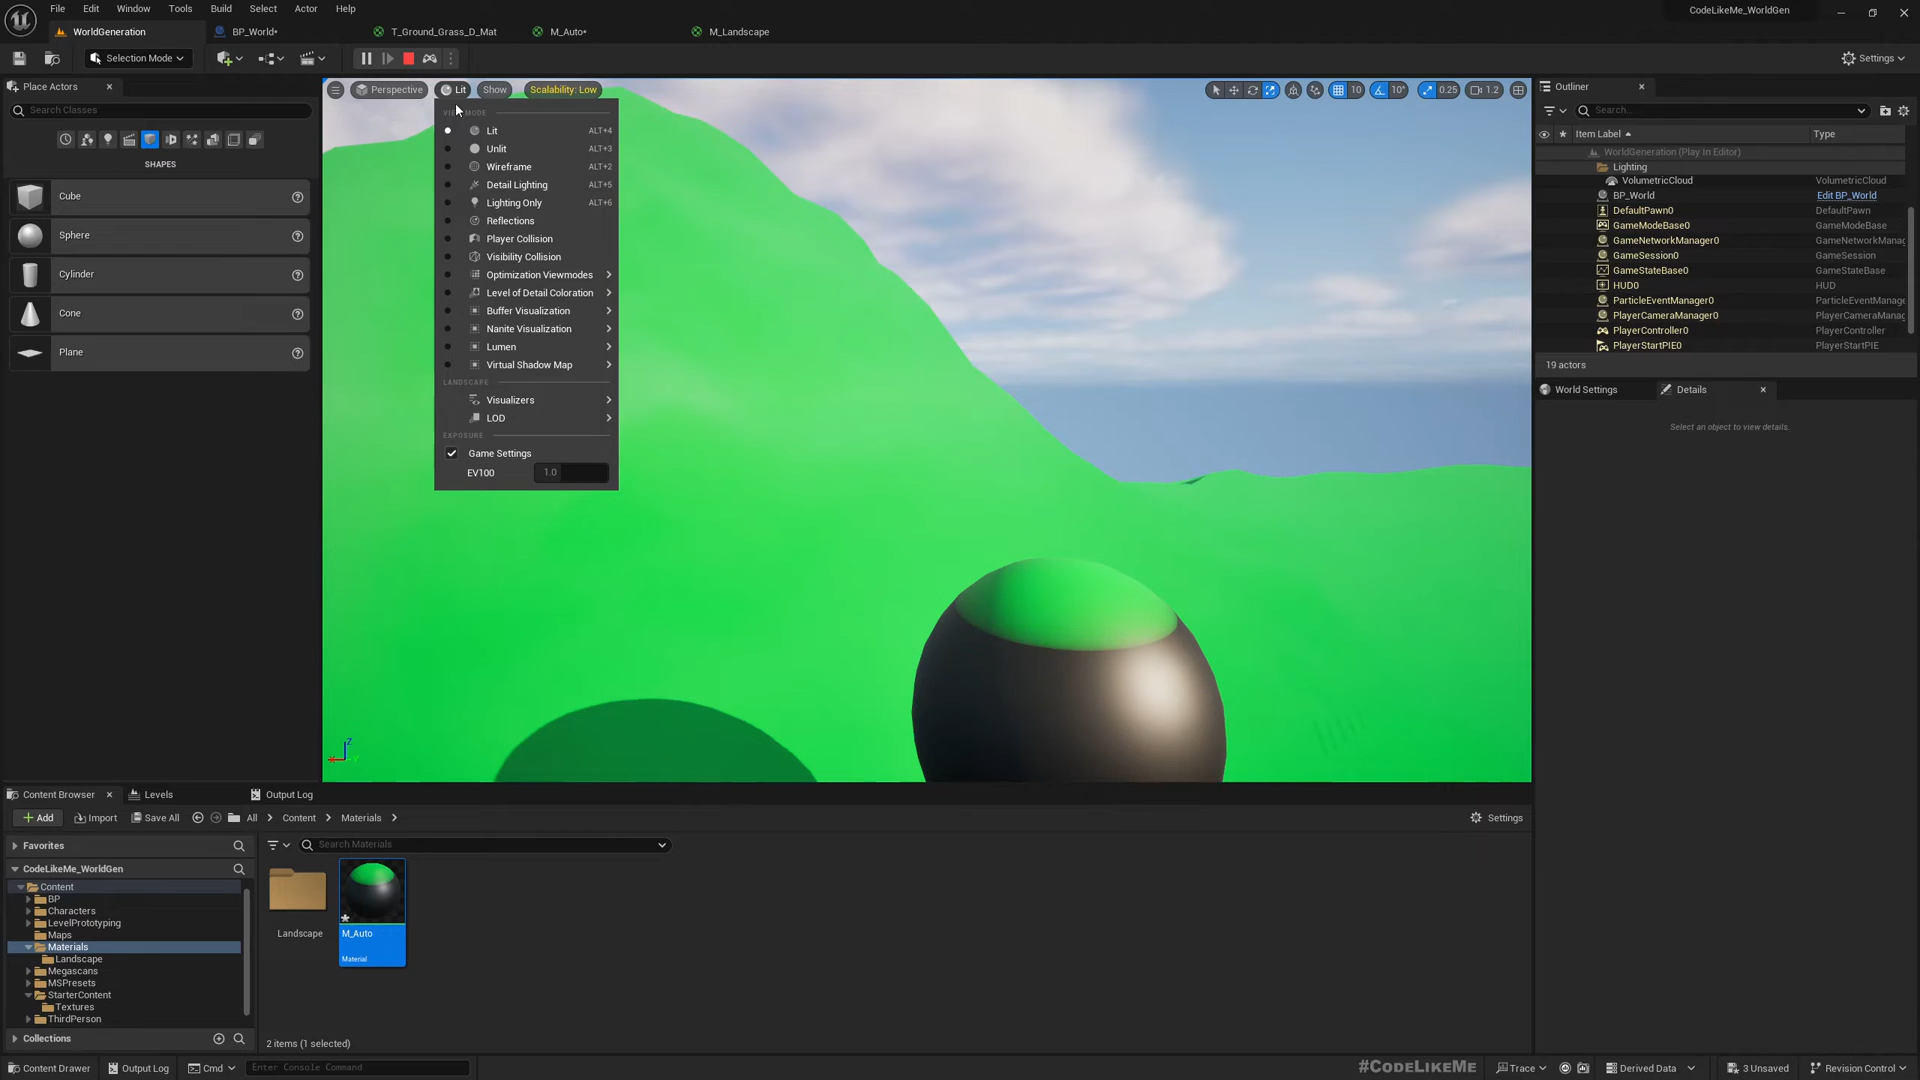 File Edit Window Tools Build Select Actor Help
CodeLikeMe_WorldGen
WorldGeneration BP_World* T_Ground_Grass_D_Mat M_Auto* M_Landscape
Selection Mode
Settings
Place Actors
Search Classes
SHAPES
Cube
Sphere
Cylinder
Cone
Plane
Perspective Lit Show Scalability: Low
10 10° 0.25 1.2
Lit ALT+4
Unlit ALT+3
Wireframe ALT+2
Detail Lighting ALT+5
Lighting Only ALT+6
Reflections
Player Collision
Visibility Collision
Optimization Viewmodes
Level of Detail Coloration
Buffer Visualization
Nanite Visualization
Lumen
Virtual Shadow Map
LANDSCAPE
Visualizers
LOD
EXPOSURE
Game Settings
EV100 1.0
Z
Outliner
Search...
Item Label Type
WorldGeneration (Play In Editor)
Lighting
VolumetricCloud VolumetricCloud
BP_World Edit BP_World
DefaultPawn0 DefaultPawn
GameModeBase0 GameModeBase
GameNetworkManager0 GameNetworkManag
GameSession0 GameSession
GameStateBase0 GameStateBase
HUD0 HUD
ParticleEventManager0 ParticleEventManag
PlayerCameraManager0 PlayerCameraManag
PlayerController0 PlayerController
PlayerStartPIE0 PlayerStartPIE
19 actors
World Settings Details
Select an object to view details.
Content Browser Levels Output Log
Add Import Save All All Content Materials Settings
Favorites
Search Materials
CodeLikeMe_WorldGen
Content
BP
Characters
LevelPrototyping
Maps
Materials
Landscape
Megascans
MSPresets
StarterContent
Textures
ThirdPerson
Collections
Landscape
M_Auto
Material
2 items (1 selected)
#CODELIKEME
Content Drawer Output Log Cmd Enter Console Command Trace Derived Data 3 Unsaved Revision Control